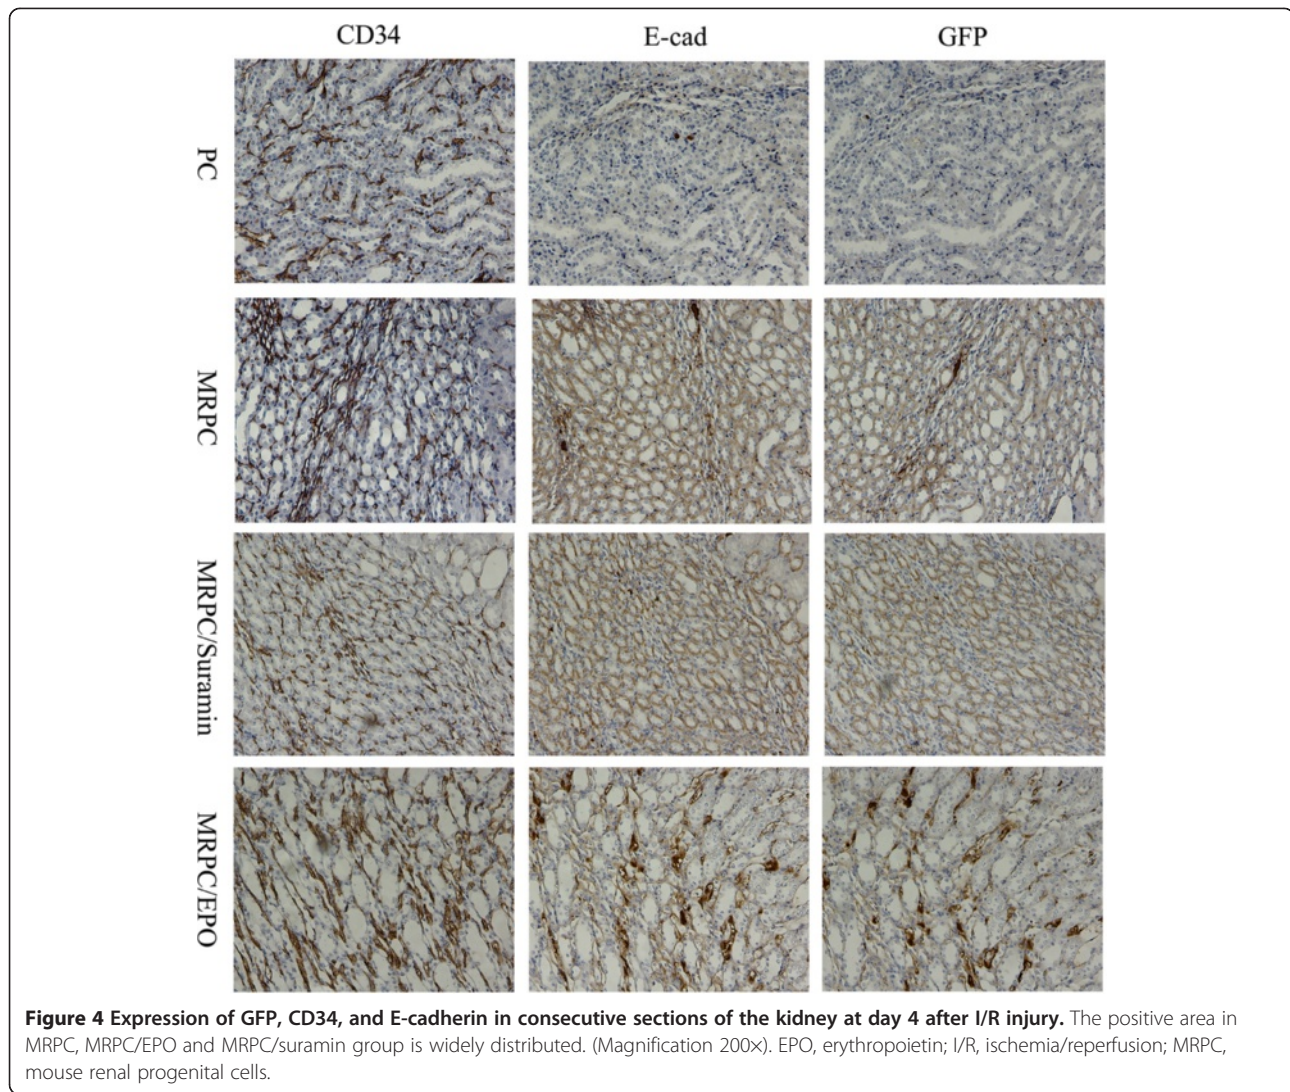 CD34 E-cad GFP
PC
MRPC
MRPC/Suramin
MRPC/EPO
Figure 4 Expression of GFP, CD34, and E-cadherin in consecutive sections of the kidney at day 4 after I/R injury. The positive area in
MRPC, MRPC/EPO and MRPC/suramin group is widely distributed. (Magnification 200×). EPO, erythropoietin; I/R, ischemia/reperfusion; MRPC,
mouse renal progenital cells.